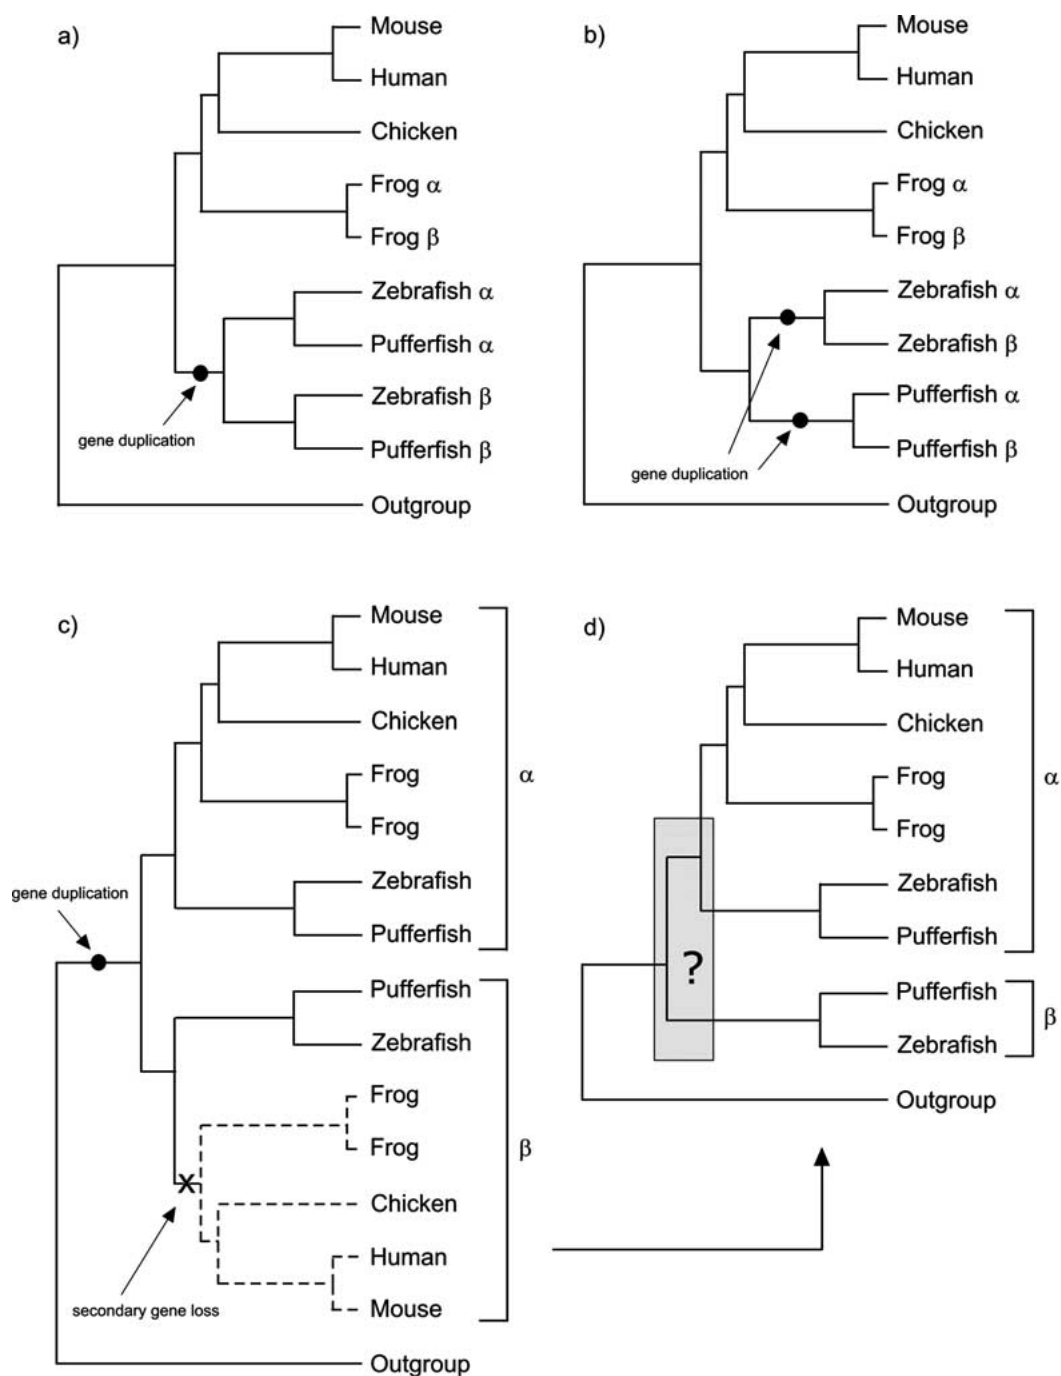 a)
Mouse
Human
Chicken
Frog α
Frog β
Zebrafish α
Pufferfish α
Zebrafish β
Pufferfish β
Outgroup
gene duplication
b)
Mouse
Human
Chicken
Frog α
Frog β
Zebrafish α
Zebrafish β
Pufferfish α
Pufferfish β
Outgroup
gene duplication
c)
Mouse
Human
Chicken
Frog
Frog
Zebrafish
Pufferfish
α
gene duplication
Pufferfish
Zebrafish
Frog
Frog
Chicken
Human
Mouse
β
secondary gene loss
X
Outgroup
d)
Mouse
Human
Chicken
Frog
Frog
Zebrafish
Pufferfish
α
?
Pufferfish
Zebrafish
β
Outgroup